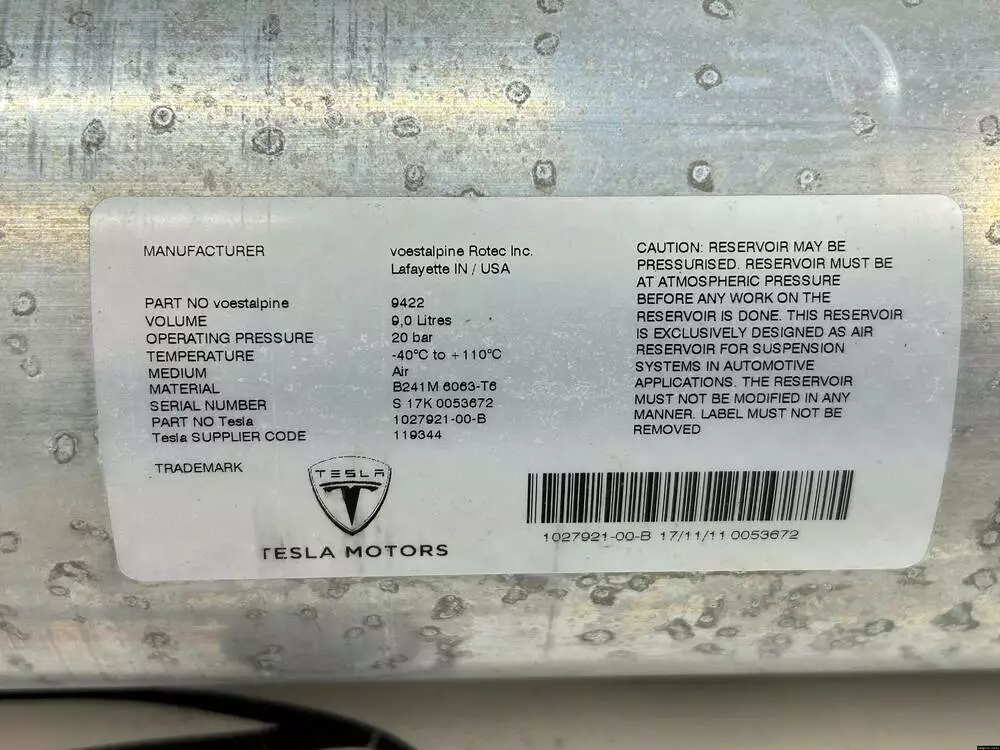 MANUFACTURER voestalpine Rotec Inc.
Lafayette IN / USA
PART NO voestalpine 9422
VOLUME 9,0 Litres
OPERATING PRESSURE 20 bar
TEMPERATURE -40°C to +110°C
MEDIUM Air
MATERIAL B241M 6063-T6
SERIAL NUMBER S 17K 0053672
PART NO Tesla 1027921-00-B
Tesla SUPPLIER CODE 119344
TRADEMARK
TESLA
TESLA MOTORS
CAUTION: RESERVOIR MAY BE
PRESSURISED. RESERVOIR MUST BE
AT ATMOSPHERIC PRESSURE
BEFORE ANY WORK ON THE
RESERVOIR IS DONE. THIS RESERVOIR
IS EXCLUSIVELY DESIGNED AS AIR
RESERVOIR FOR SUSPENSION
SYSTEMS IN AUTOMOTIVE
APPLICATIONS. THE RESERVOIR
MUST NOT BE MODIFIED IN ANY
MANNER. LABEL MUST NOT BE
REMOVED
1027921-00-B 17/11/11 0053672